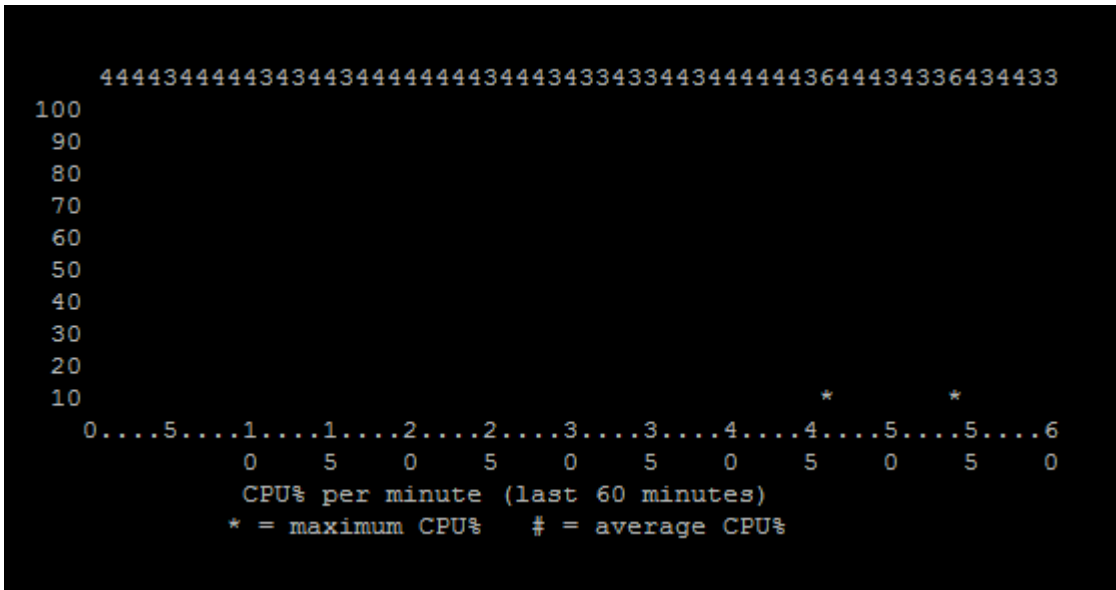 444434444434344344444444344434334334434444443644434336434433
100
90
80
70
60
50
40
30
20
10 * *
0....5....1....1....2....2....3....3....4....4....5....5....6
0 5 0 5 0 5 0 5 0 5 0
CPU% per minute (last 60 minutes)
* = maximum CPU% # = average CPU%